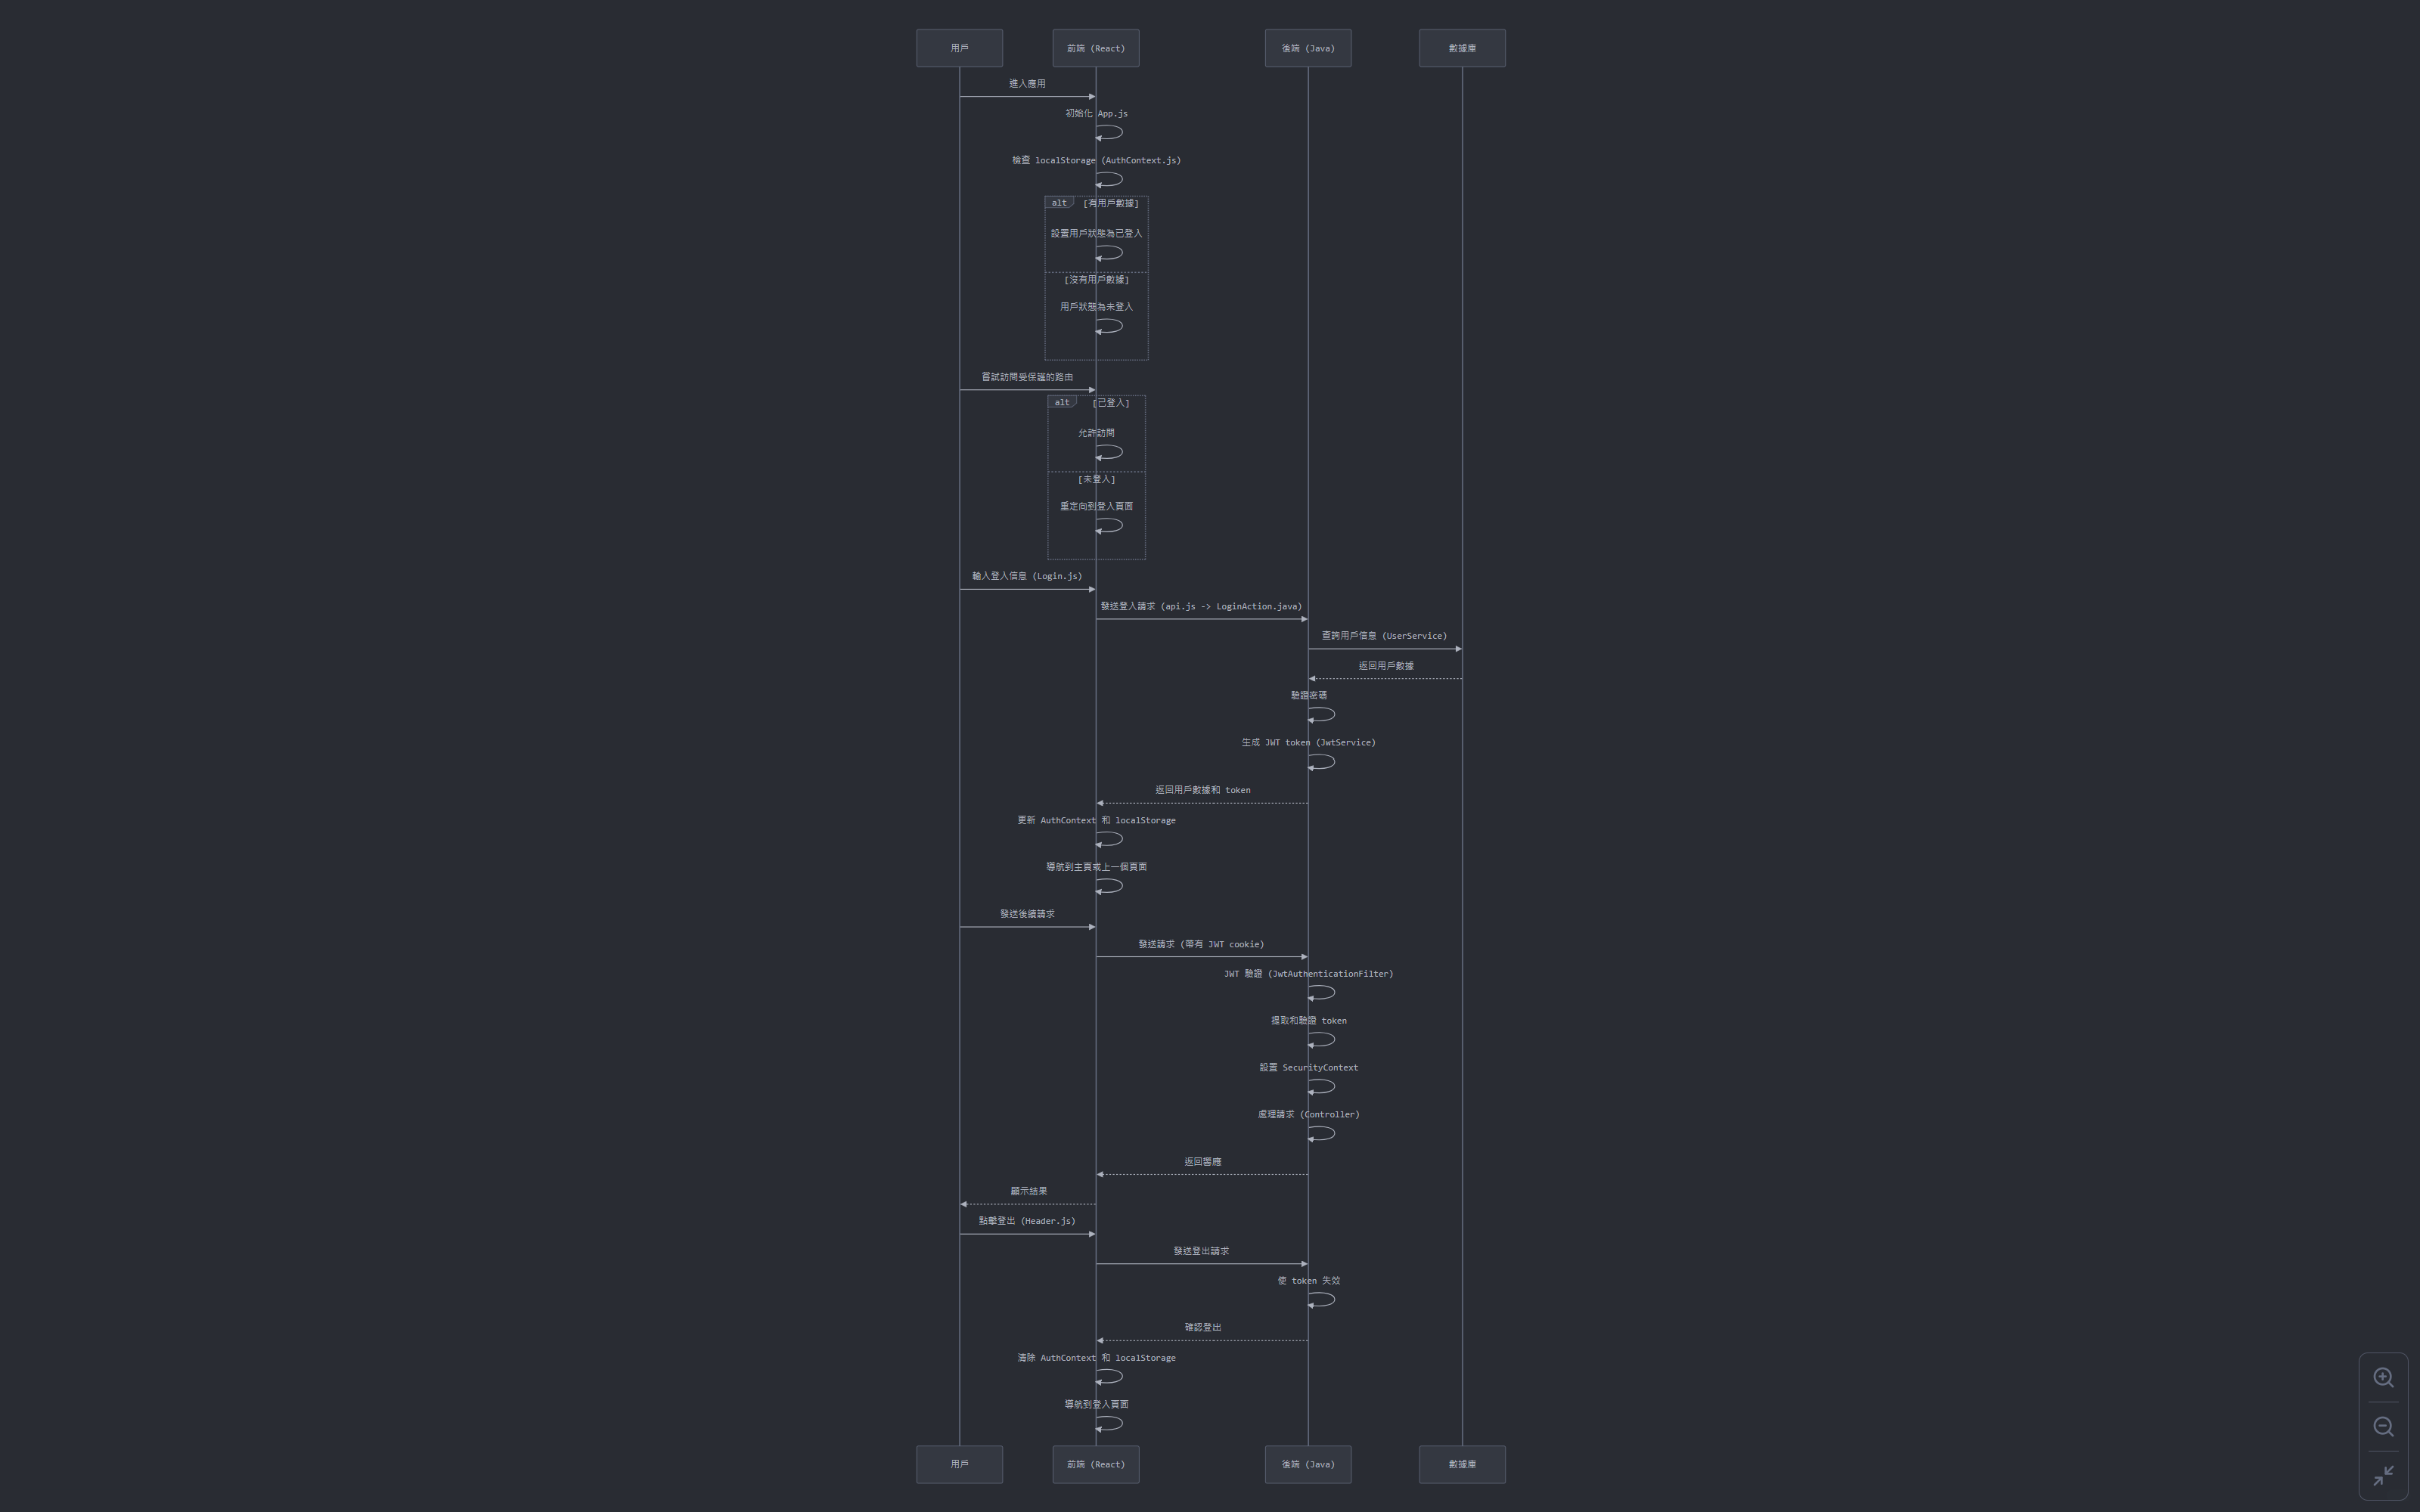 用戶
前端 (React)
後端 (Java)
數據庫
進入應用
初始化 App.js
檢查 localStorage (AuthContext.js)
alt
[有用戶數據]
設置用戶狀態為已登入
[沒有用戶數據]
用戶狀態為未登入
嘗試訪問受保護的路由
alt
[已登入]
允許訪問
[未登入]
重定向到登入頁面
輸入登入信息 (Login.js)
發送登入請求 (api.js -> LoginAction.java)
查詢用戶信息 (UserService)
返回用戶數據
驗證密碼
生成 JWT token (JwtService)
返回用戶數據和 token
更新 AuthContext 和 localStorage
導航到主頁或上一個頁面
發送後續請求
發送請求 (帶有 JWT cookie)
JWT 驗證 (JwtAuthenticationFilter)
提取和驗證 token
設置 SecurityContext
處理請求 (Controller)
返回響應
顯示結果
點擊登出 (Header.js)
發送登出請求
使 token 失效
確認登出
清除 AuthContext 和 localStorage
導航到登入頁面
用戶
前端 (React)
後端 (Java)
數據庫